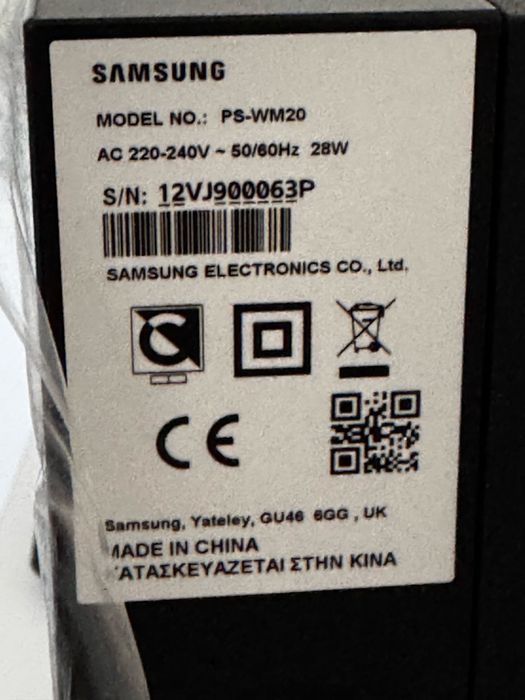 SAMSUNG
MODEL NO.: PS-WM20
AC 220-240V ~ 50/60Hz 28W
S/N: 12VJ900063P
SAMSUNG ELECTRONICS CO., Ltd.
CE
Samsung, Yateley, GU46 6GG , UK
MADE IN CHINA
ΚΑΤΑΣΚΕΥΑΖΕΤΑΙ ΣΤΗΝ ΚΙΝΑ